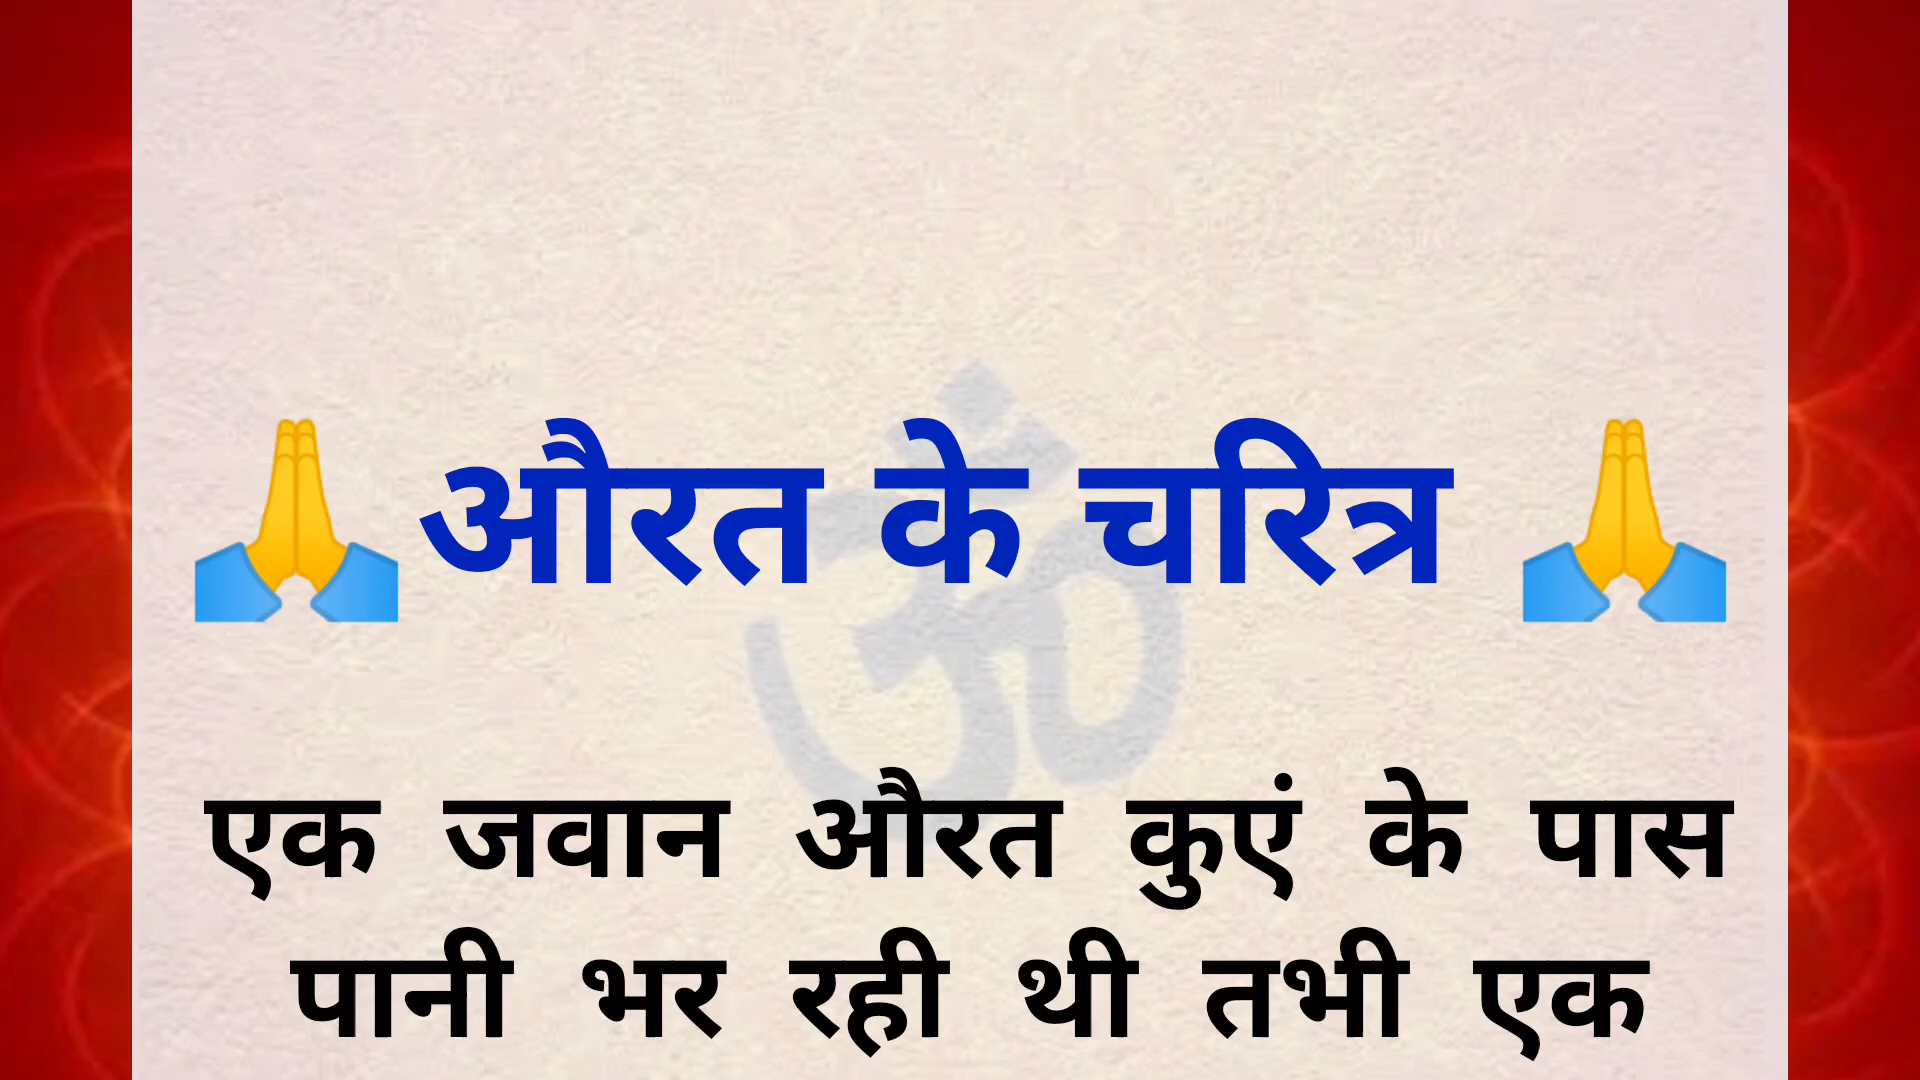 🙏औरत के चरित्र 🙏
एक जवान औरत कुएं के पास
पानी भर रही थी तभी एक